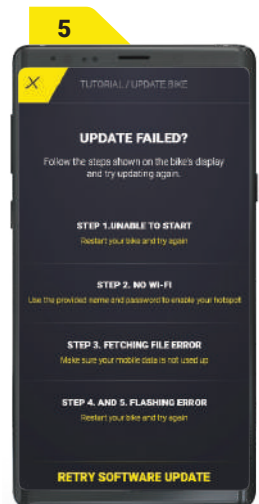 5
TUTORIAL / UPDATE BIKE
UPDATE FAILED?
Follow the steps shown on the bike's display
and try updating again.
STEP 1.UNABLE TO START
Restart your bike and try again
STEP 2. NO WI-FI
Use the provided name and password to enable your hotspot
STEP 3. FETCHING FILE ERROR
Make sure your mobile data is not used up
STEP 4. AND 5. FLASHING ERROR
Restart your bike and try again
RETRY SOFTWARE UPDATE